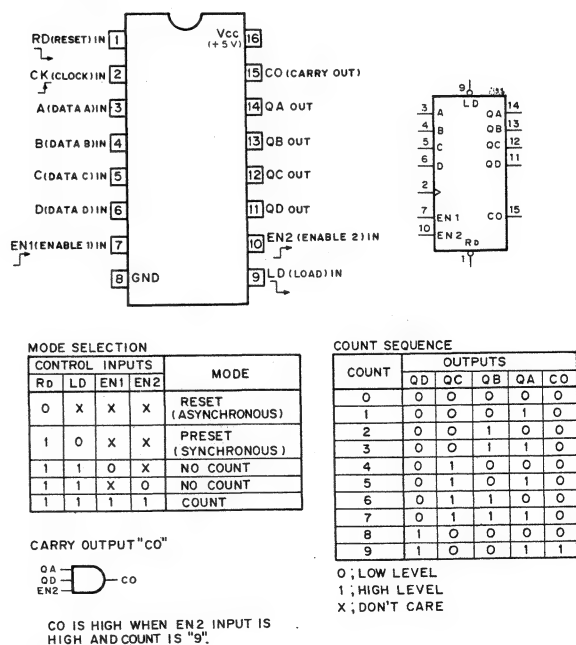 RD(RESET)IN 1
CK(CLOCK)IN 2
A(DATA A)IN 3
B(DATA B)IN 4
C(DATA C)IN 5
D(DATA D)IN 6
EN1(ENABLE 1)IN 7
8 GND
Vcc (+5V) 16
15 CO (CARRY OUT)
14 QA OUT
13 QB OUT
12 QC OUT
11 QD OUT
10 EN2 (ENABLE 2)IN
9 LD (LOAD)IN
9
LD
3 A QA 14
4 B QB 13
5 C QC 12
6 D QD 11
2
7 EN1 CO 15
10 EN2
RD
1
MODE SELECTION
CONTROL INPUTS MODE
RD LD EN1 EN2
0 X X X RESET (ASYNCHRONOUS)
1 0 X X PRESET (SYNCHRONOUS)
1 1 0 X NO COUNT
1 1 X 0 NO COUNT
1 1 1 1 COUNT
CARRY OUTPUT "CO"
QA
QD CO
EN2
CO IS HIGH WHEN EN2 INPUT IS
HIGH AND COUNT IS "9".
COUNT SEQUENCE
COUNT OUTPUTS
QD QC QB QA CO
0 0 0 0 0 0
1 0 0 0 1 0
2 0 0 1 0 0
3 0 0 1 1 0
4 0 1 0 0 0
5 0 1 0 1 0
6 0 1 1 0 0
7 0 1 1 1 0
8 1 0 0 0 0
9 1 0 0 1 1
0 ; LOW LEVEL
1 ; HIGH LEVEL
X ; DON'T CARE